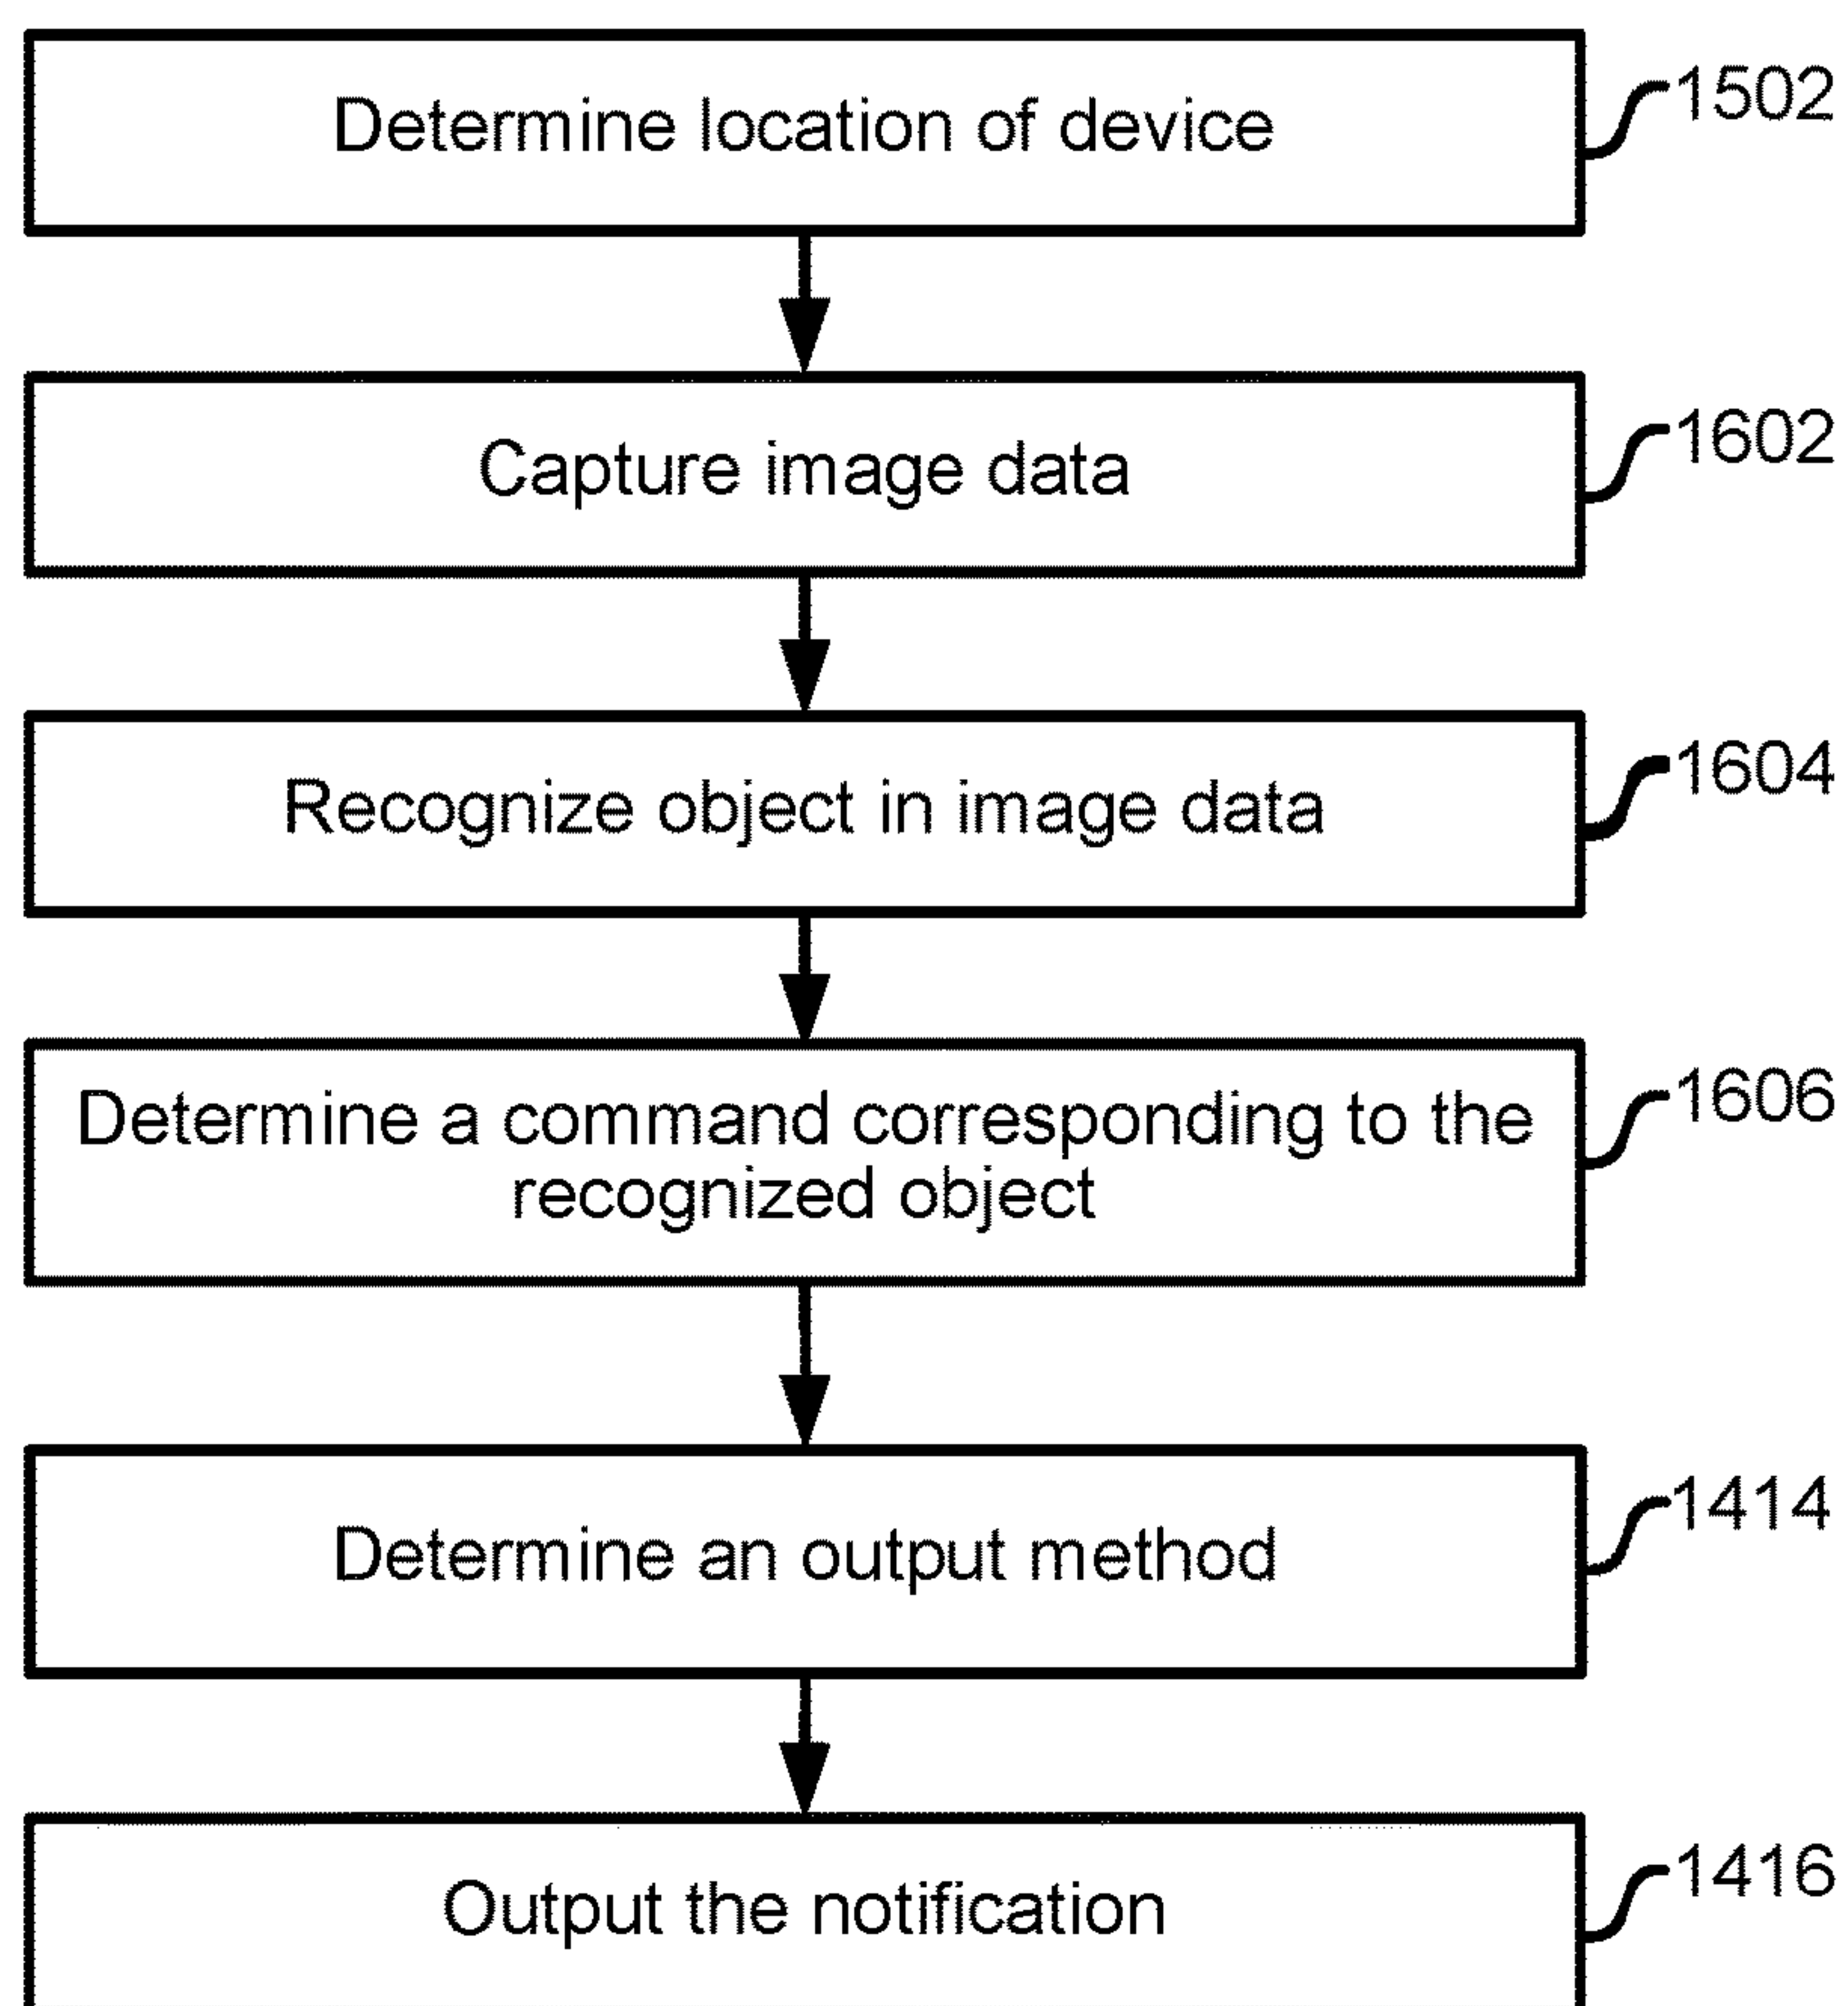 Determine location of device
1502
Capture image data
1602
Recognize object in image data
1604
Determine a command corresponding to the
recognized object
1606
Determine an output method
1414
Output the notification
1416